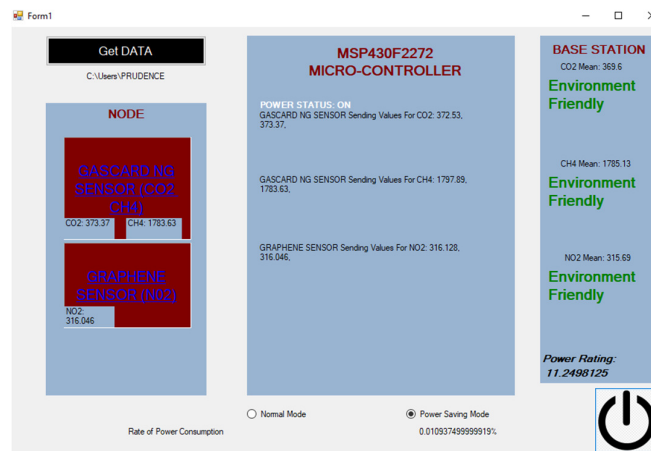 Form1
Get DATA
C:\Users\PRUDENCE
NODE
GASCARD NG
SENSOR (CO2
CH4)
CO2: 373.37
CH4: 1783.63
GRAPHENE
SENSOR (N02)
NO2:
316.046
MSP430F2272
MICRO-CONTROLLER
POWER STATUS: ON
GASCARD NG SENSOR Sending Values For CO2: 372.53,
373.37,
GASCARD NG SENSOR Sending Values For CH4: 1797.89,
1783.63,
GRAPHENE SENSOR Sending Values For NO2: 316.128,
316.046,
BASE STATION
CO2 Mean: 369.6
Environment
Friendly
CH4 Mean: 1785.13
Environment
Friendly
NO2 Mean: 315.69
Environment
Friendly
Power Rating:
11.2498125
Normal Mode
Power Saving Mode
Rate of Power Consumption
0.010937499999919%